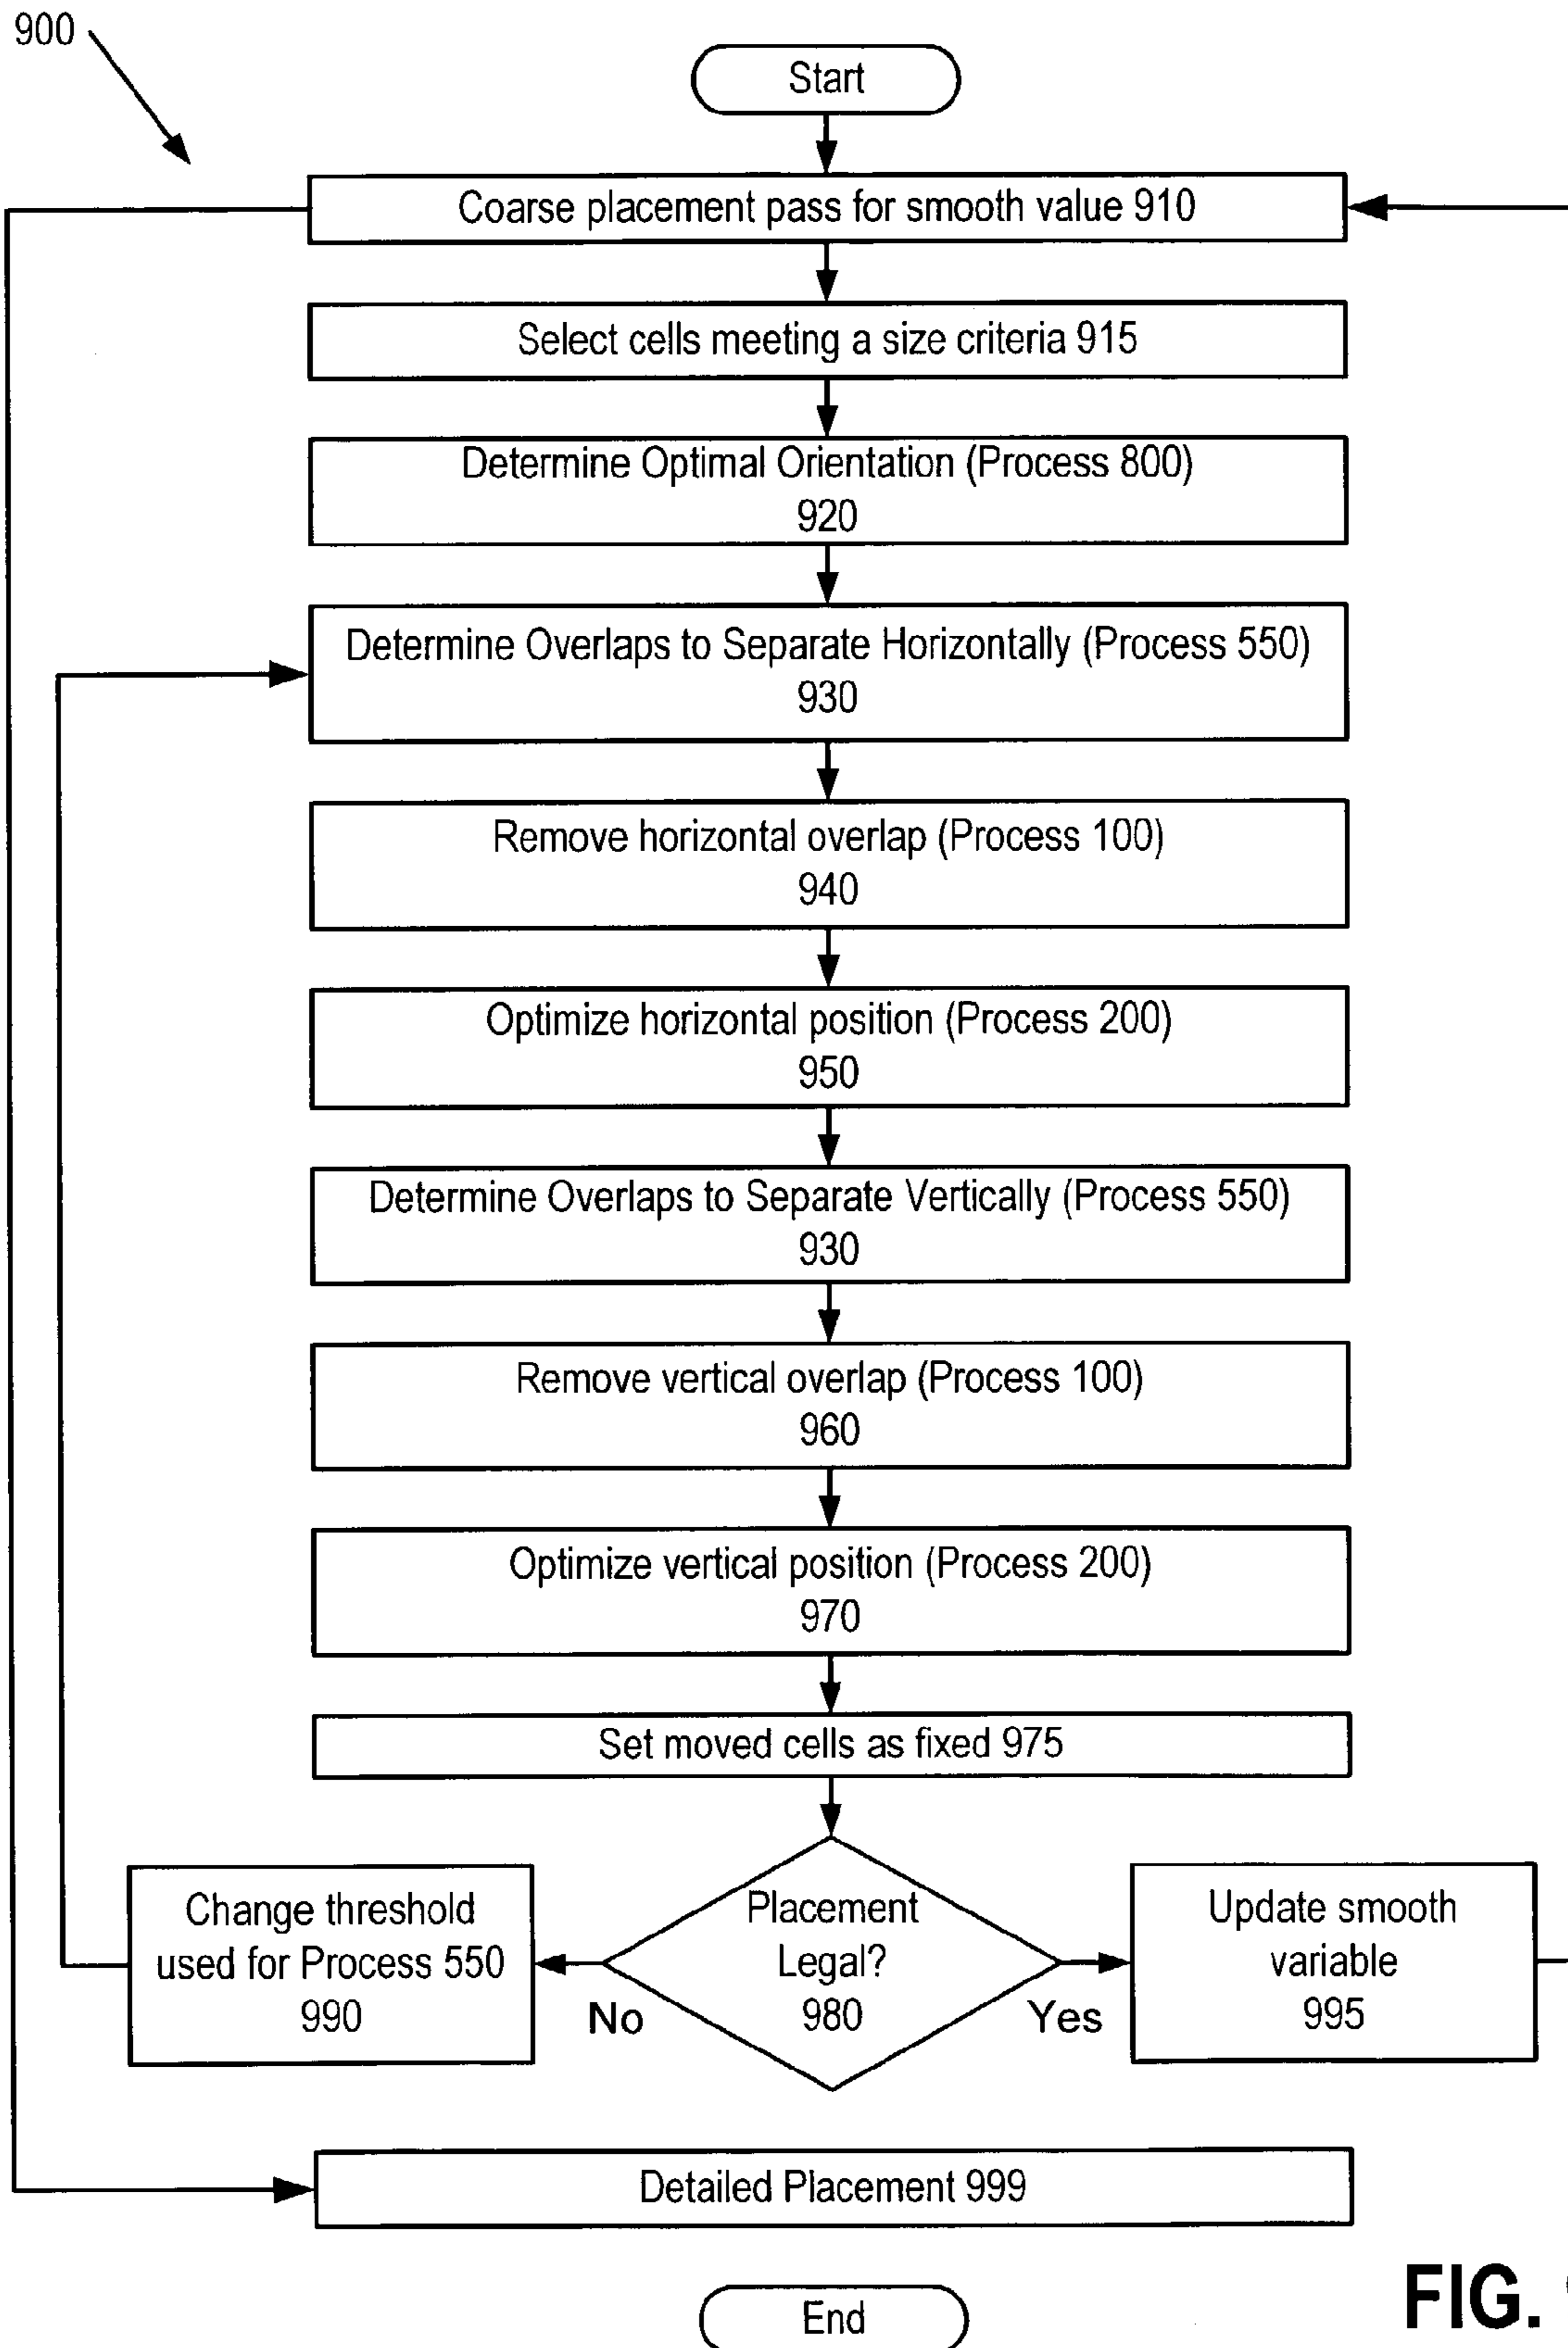 900
Start
Coarse placement pass for smooth value 910
Select cells meeting a size criteria 915
Determine Optimal Orientation (Process 800)
920
Determine Overlaps to Separate Horizontally (Process 550)
930
Remove horizontal overlap (Process 100)
940
Optimize horizontal position (Process 200)
950
Determine Overlaps to Separate Vertically (Process 550)
930
Remove vertical overlap (Process 100)
960
Optimize vertical position (Process 200)
970
Set moved cells as fixed 975
Change threshold
used for Process 550
990
No
Placement
Legal?
980
Yes
Update smooth
variable
995
Detailed Placement 999
End
FIG.